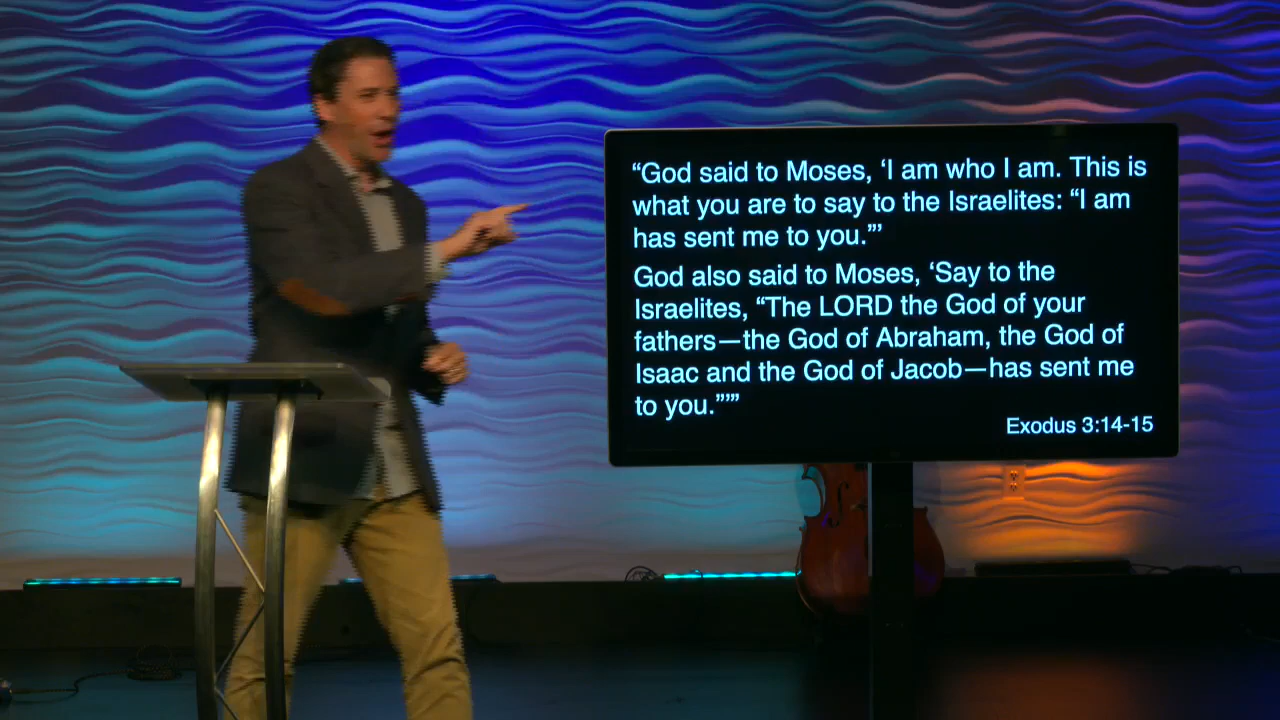 “God said to Moses, ‘I am who I am. This is
what you are to say to the Israelites: “I am
has sent me to you.”’
God also said to Moses, ‘Say to the
Israelites, “The LORD the God of your
fathers—the God of Abraham, the God of
Isaac and the God of Jacob—has sent me
to you.”’”
Exodus 3:14-15